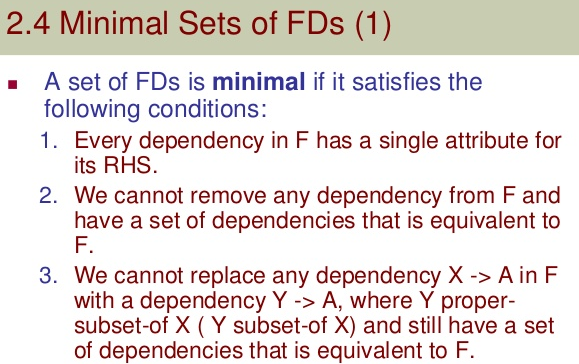 2.4 Minimal Sets of FDs (1)
A set of FDs is minimal if it satisfies the
following conditions:
1. Every dependency in F has a single attribute for
its RHS.
2. We cannot remove any dependency from F and
have a set of dependencies that is equivalent to
F.
3. We cannot replace any dependency X -> A in F
with a dependency Y -> A, where Y proper-
subset-of X ( Y subset-of X) and still have a set
of dependencies that is equivalent to F.